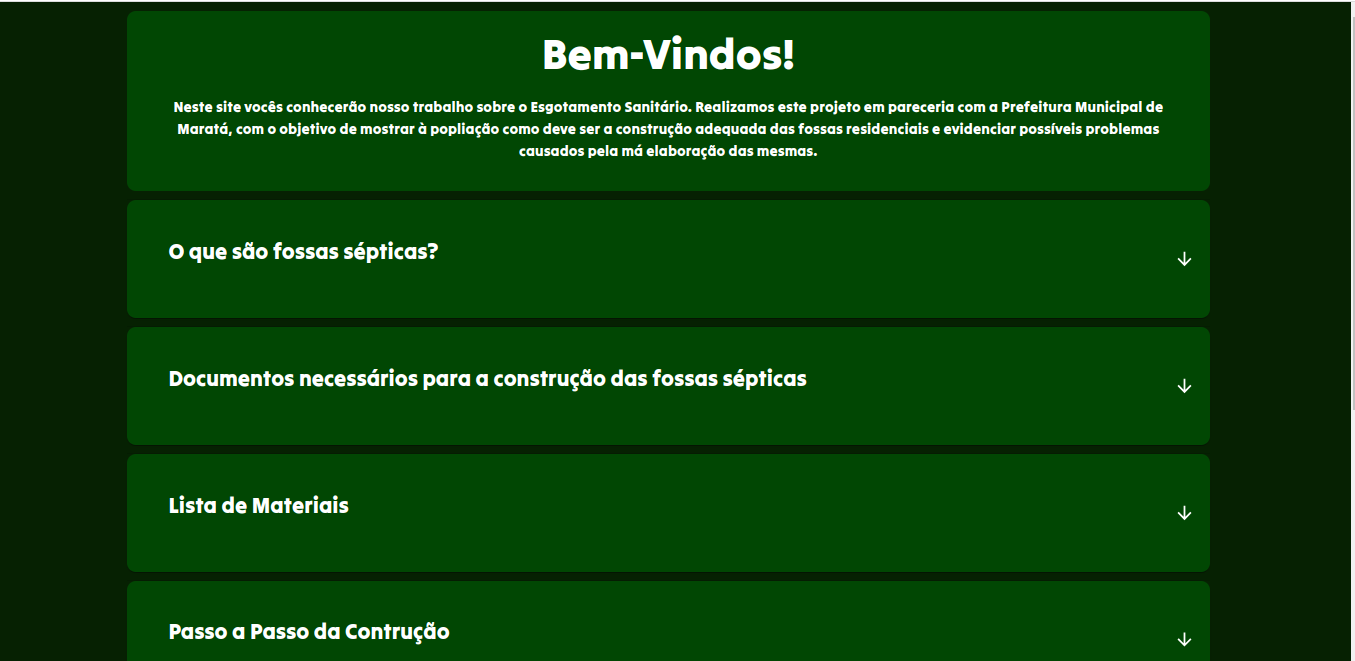 Bem-Vindos!
Neste site vocês conhecerão nosso trabalho sobre o Esgotamento Sanitário. Realizamos este projeto em pareceria com a Prefeitura Municipal de
Maratá, com o objetivo de mostrar à popliação como deve ser a construção adequada das fossas residenciais e evidenciar possíveis problemas
causados pela má elaboração das mesmas.
O que são fossas sépticas?
Documentos necessários para a construção das fossas sépticas
Lista de Materiais
Passo a Passo da Contrução